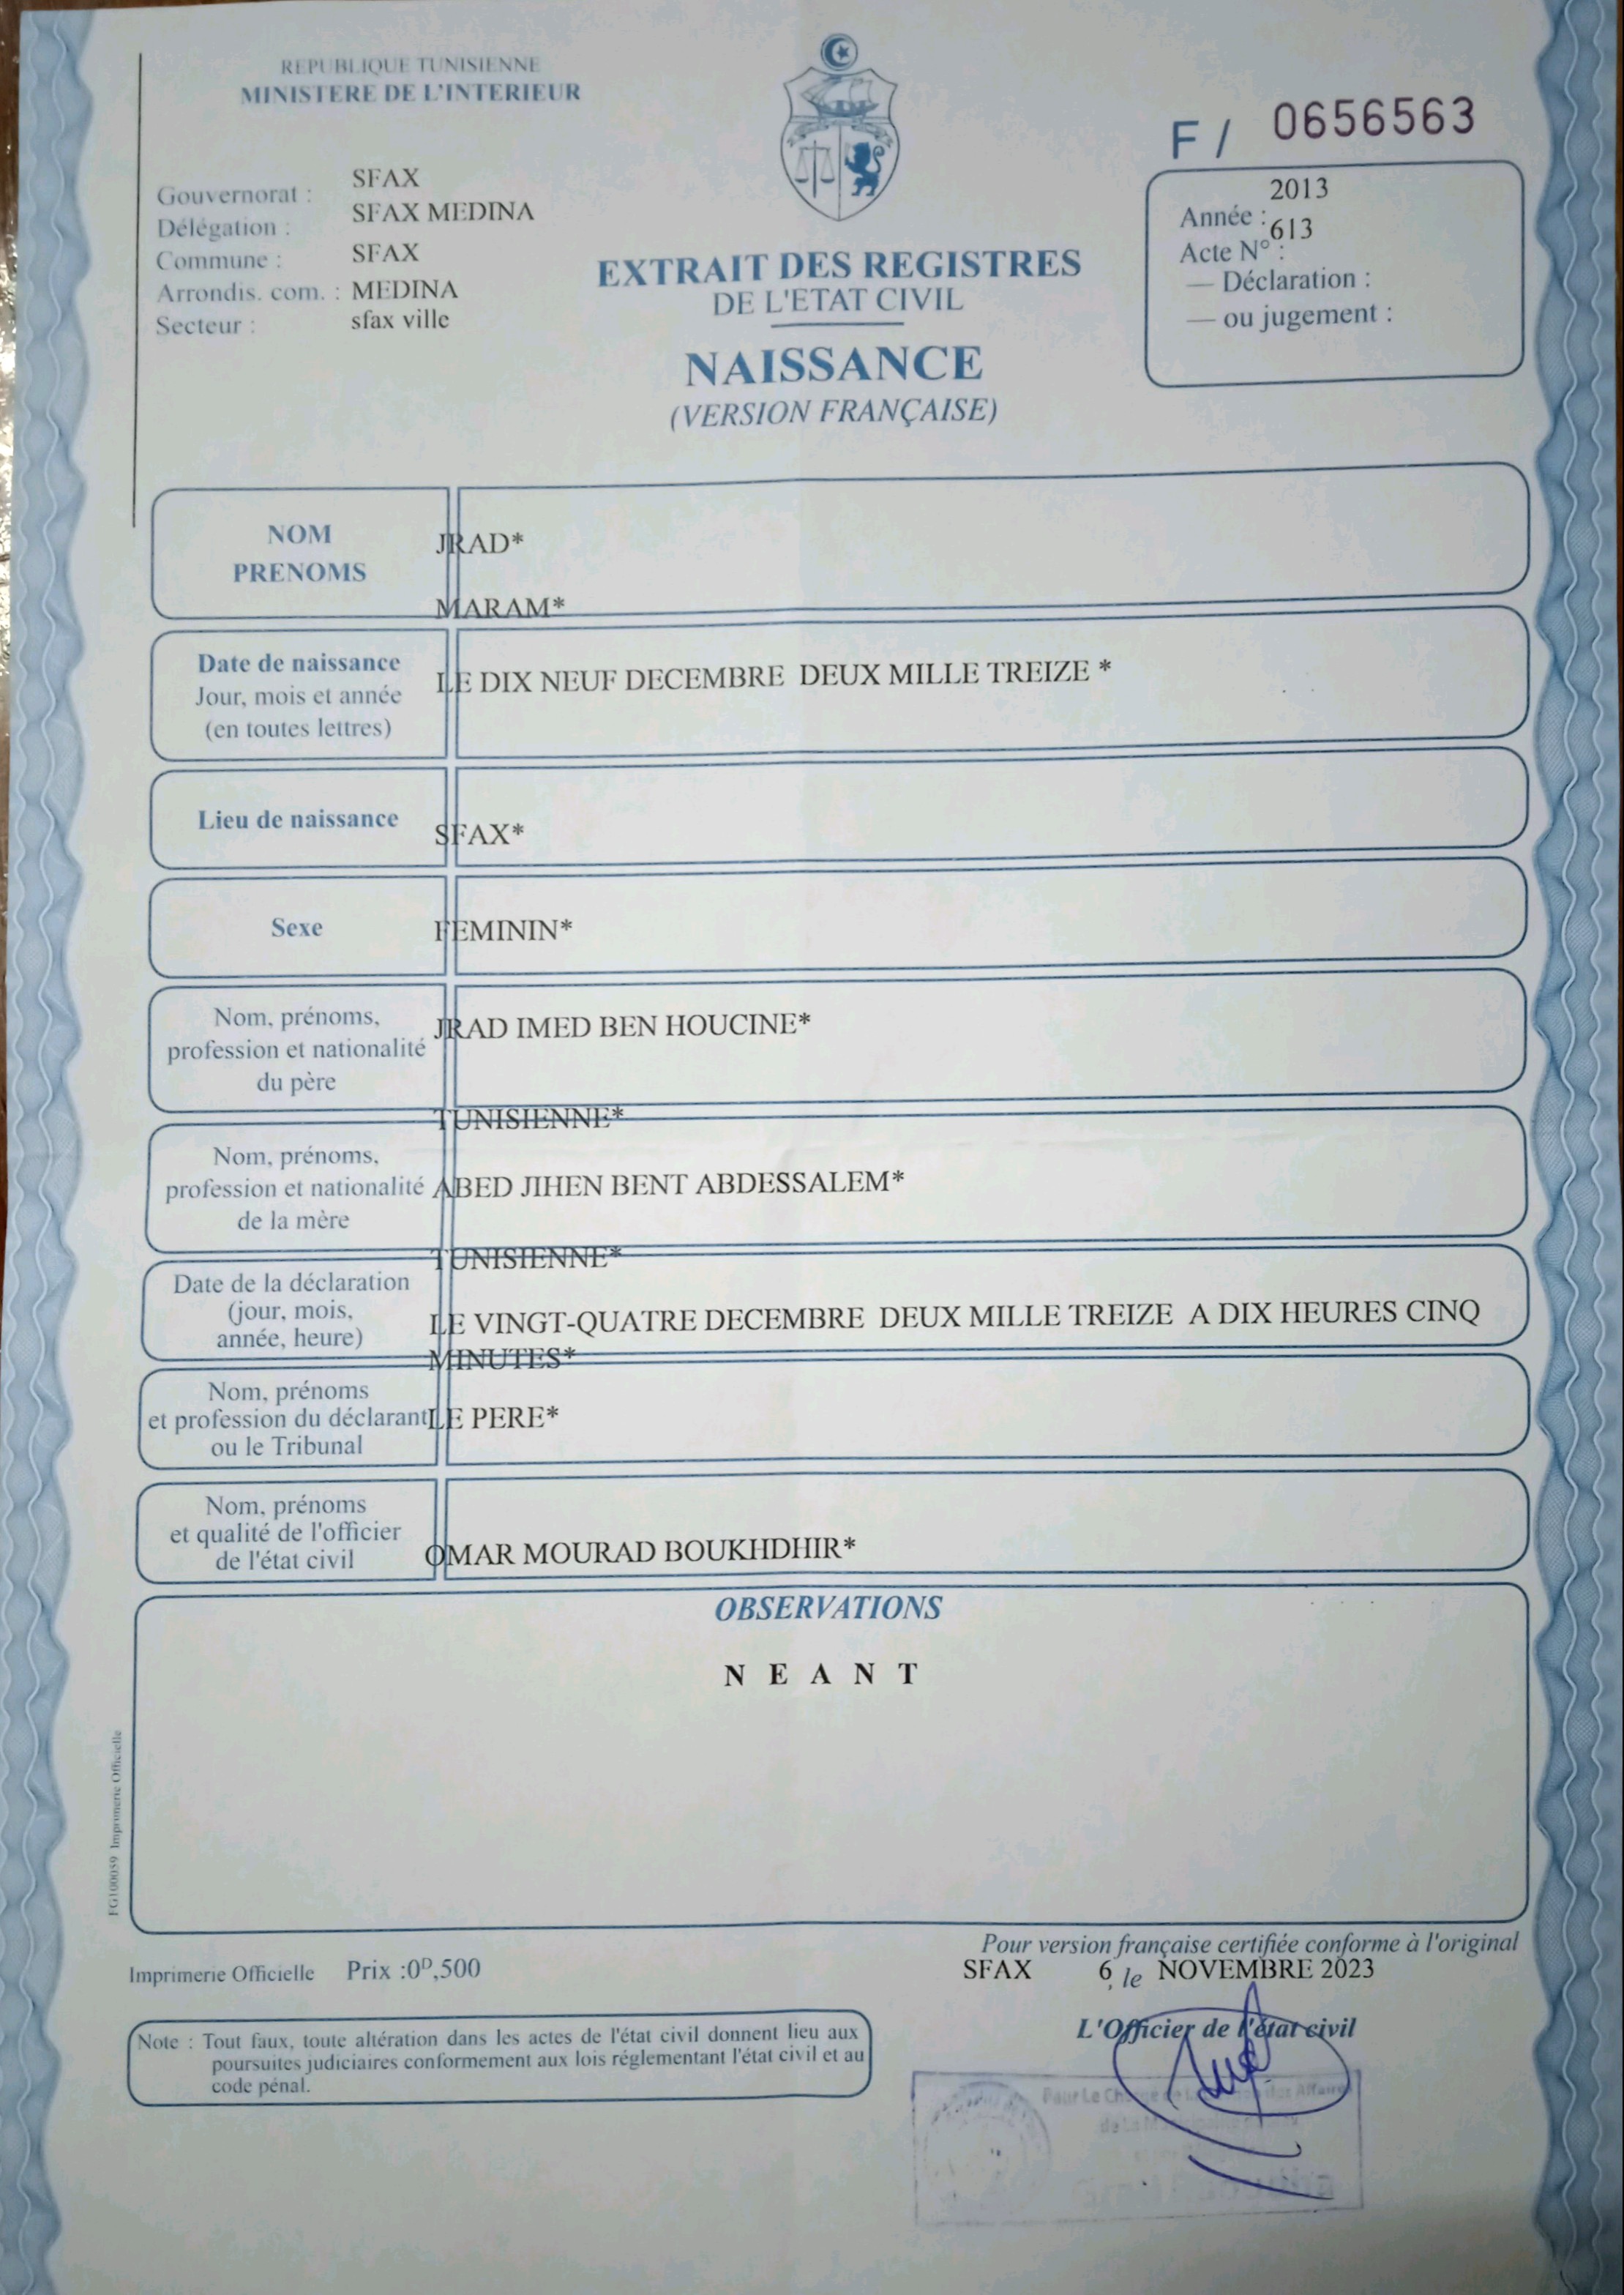 REPUBLIQUE TUNISIENNE
MINISTERE DE L'INTERIEUR
F / 0656563
Gouvernorat : SFAX
Délégation : SFAX MEDINA
Commune : SFAX
Arrondis. com. : MEDINA
Secteur : sfax ville
EXTRAIT DES REGISTRES
DE L'ETAT CIVIL
NAISSANCE
(VERSION FRANÇAISE)
Année : 2013
Acte N° : 613
— Déclaration :
— ou jugement :
NOM
PRENOMS
JRAD*
MARAM*
Date de naissance
Jour, mois et année
(en toutes lettres)
LE DIX NEUF DECEMBRE DEUX MILLE TREIZE *
Lieu de naissance
SFAX*
Sexe
FEMININ*
Nom, prénoms,
profession et nationalité
du père
JRAD IMED BEN HOUCINE*
TUNISIENNE*
Nom, prénoms,
profession et nationalité
de la mère
ABED JIHEN BENT ABDESSALEM*
TUNISIENNE*
Date de la déclaration
(jour, mois,
année, heure)
LE VINGT-QUATRE DECEMBRE DEUX MILLE TREIZE A DIX HEURES CINQ
MINUTES*
Nom, prénoms
et profession du déclarant
ou le Tribunal
LE PERE*
Nom, prénoms
et qualité de l'officier
de l'état civil
OMAR MOURAD BOUKHDHIR*
OBSERVATIONS
N E A N T
FG100059 Imprimerie Officielle
Imprimerie Officielle Prix :0D,500
Pour version française certifiée conforme à l'original
SFAX 6, le NOVEMBRE 2023
L'Officier de l'état civil
Note : Tout faux, toute altération dans les actes de l'état civil donnent lieu aux
poursuites judiciaires conformement aux lois réglementant l'état civil et au
code pénal.
Pour Le